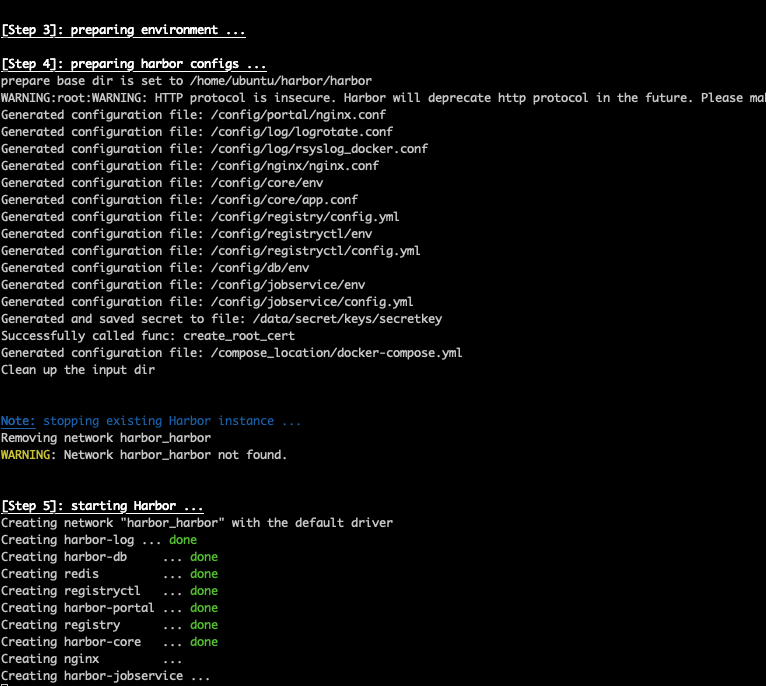 [Step 3]: preparing environment ...
[Step 4]: preparing harbor configs ...
prepare base dir is set to /home/ubuntu/harbor/harbor
WARNING:root:WARNING: HTTP protocol is insecure. Harbor will deprecate http protocol in the future. Please mak
Generated configuration file: /config/portal/nginx.conf
Generated configuration file: /config/log/logrotate.conf
Generated configuration file: /config/log/rsyslog_docker.conf
Generated configuration file: /config/nginx/nginx.conf
Generated configuration file: /config/core/env
Generated configuration file: /config/core/app.conf
Generated configuration file: /config/registry/config.yml
Generated configuration file: /config/registryctl/env
Generated configuration file: /config/registryctl/config.yml
Generated configuration file: /config/db/env
Generated configuration file: /config/jobservice/env
Generated configuration file: /config/jobservice/config.yml
Generated and saved secret to file: /data/secret/keys/secretkey
Successfully called func: create_root_cert
Generated configuration file: /compose_location/docker-compose.yml
Clean up the input dir
Note: stopping existing Harbor instance ...
Removing network harbor_harbor
WARNING: Network harbor_harbor not found.
[Step 5]: starting Harbor ...
Creating network "harbor_harbor" with the default driver
Creating harbor-log ... done
Creating harbor-db     ... done
Creating redis         ... done
Creating registryctl   ... done
Creating harbor-portal ... done
Creating registry      ... done
Creating harbor-core   ... done
Creating nginx         ...
Creating harbor-jobservice ...